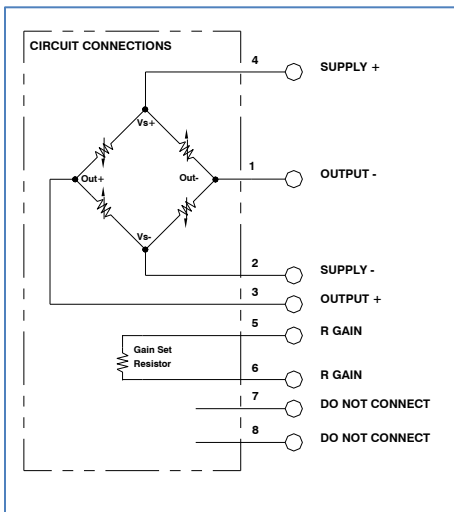 CIRCUIT CONNECTIONS
4
SUPPLY +
Vs+
Out+
Out-
1
OUTPUT -
Vs-
2
SUPPLY -
3
OUTPUT +
5
R GAIN
Gain Set
Resistor
6
R GAIN
7
DO NOT CONNECT
8
DO NOT CONNECT